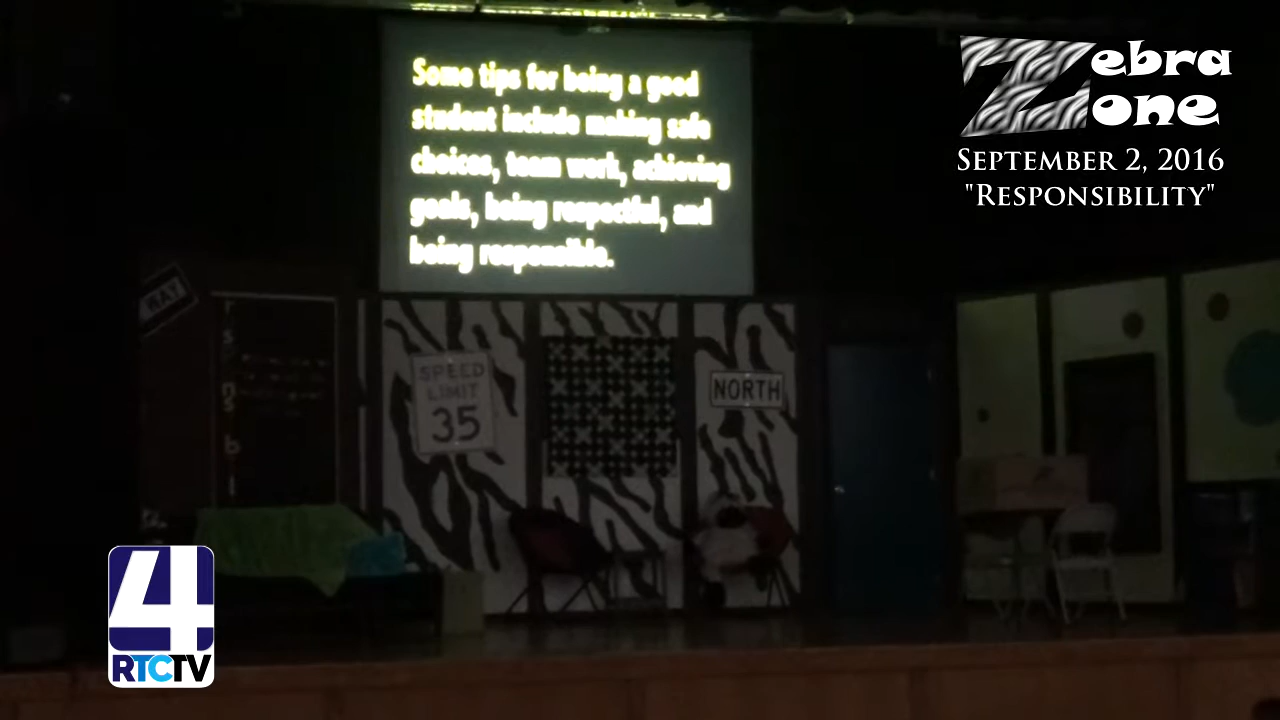 Some tips for being a good
student include making safe
choices, team work, achieving
goals, being respectful, and
being responsible.
Zebra
Zone
SEPTEMBER 2, 2016
"RESPONSIBILITY"
WAY
SPEED
LIMIT
35
NORTH
4
RTCTV